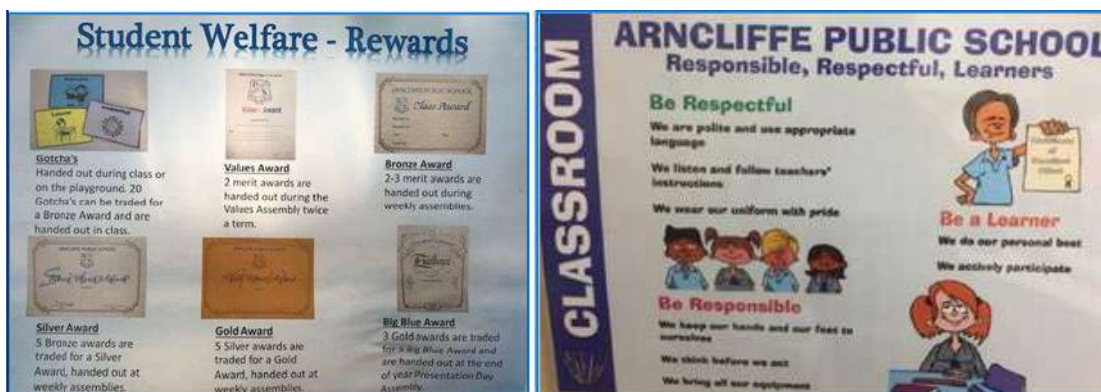 Student Welfare - Rewards
Gotcha's
Handed out during class or
on the playground. 20
Gotcha's can be traded for
a Bronze Award and are
handed out in class.
Values Award
2 merit awards are
handed out during the
Values Assembly twice
a term.
Class Award
Bronze Award
2-3 merit awards are
handed out during
weekly assemblies.
Silver Award
5 Bronze awards are
traded for a Silver
Award, handed out at
weekly assemblies.
Gold Award
5 Silver awards are
traded for a Gold
Award, handed out at
weekly assemblies.
Big Blue Award
3 Gold awards are traded
for a Big Blue Award and
are handed out at the end
of year Presentation Day
Assembly.
CLASSROOM
ARNCLIFFE PUBLIC SCHOOL
Responsible, Respectful, Learners
Be Respectful
We are polite and use appropriate
language
We listen and follow teachers'
instructions
We wear our uniform with pride
Be Responsible
We keep our hands and our feet to
ourselves
We think before we act
We bring all our equipment
Be a Learner
We do our personal best
We actively participate